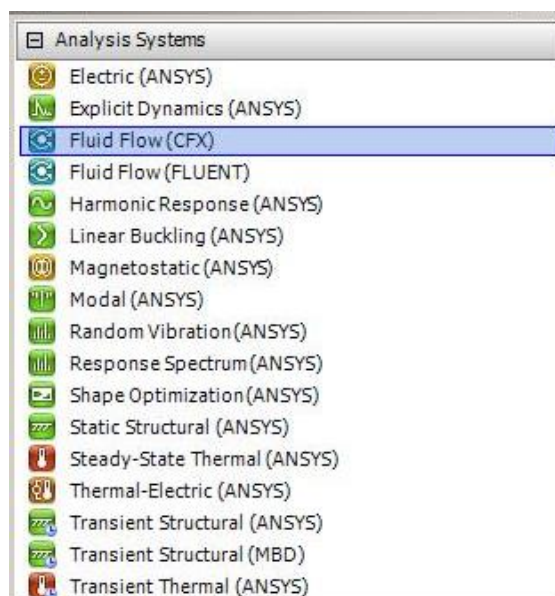 Analysis Systems
Electric (ANSYS)
Explicit Dynamics (ANSYS)
Fluid Flow (CFX)
Fluid Flow (FLUENT)
Harmonic Response (ANSYS)
Linear Buckling (ANSYS)
Magnetostatic (ANSYS)
Modal (ANSYS)
Random Vibration (ANSYS)
Response Spectrum (ANSYS)
Shape Optimization (ANSYS)
Static Structural (ANSYS)
Steady-State Thermal (ANSYS)
Thermal-Electric (ANSYS)
Transient Structural (ANSYS)
Transient Structural (MBD)
Transient Thermal (ANSYS)